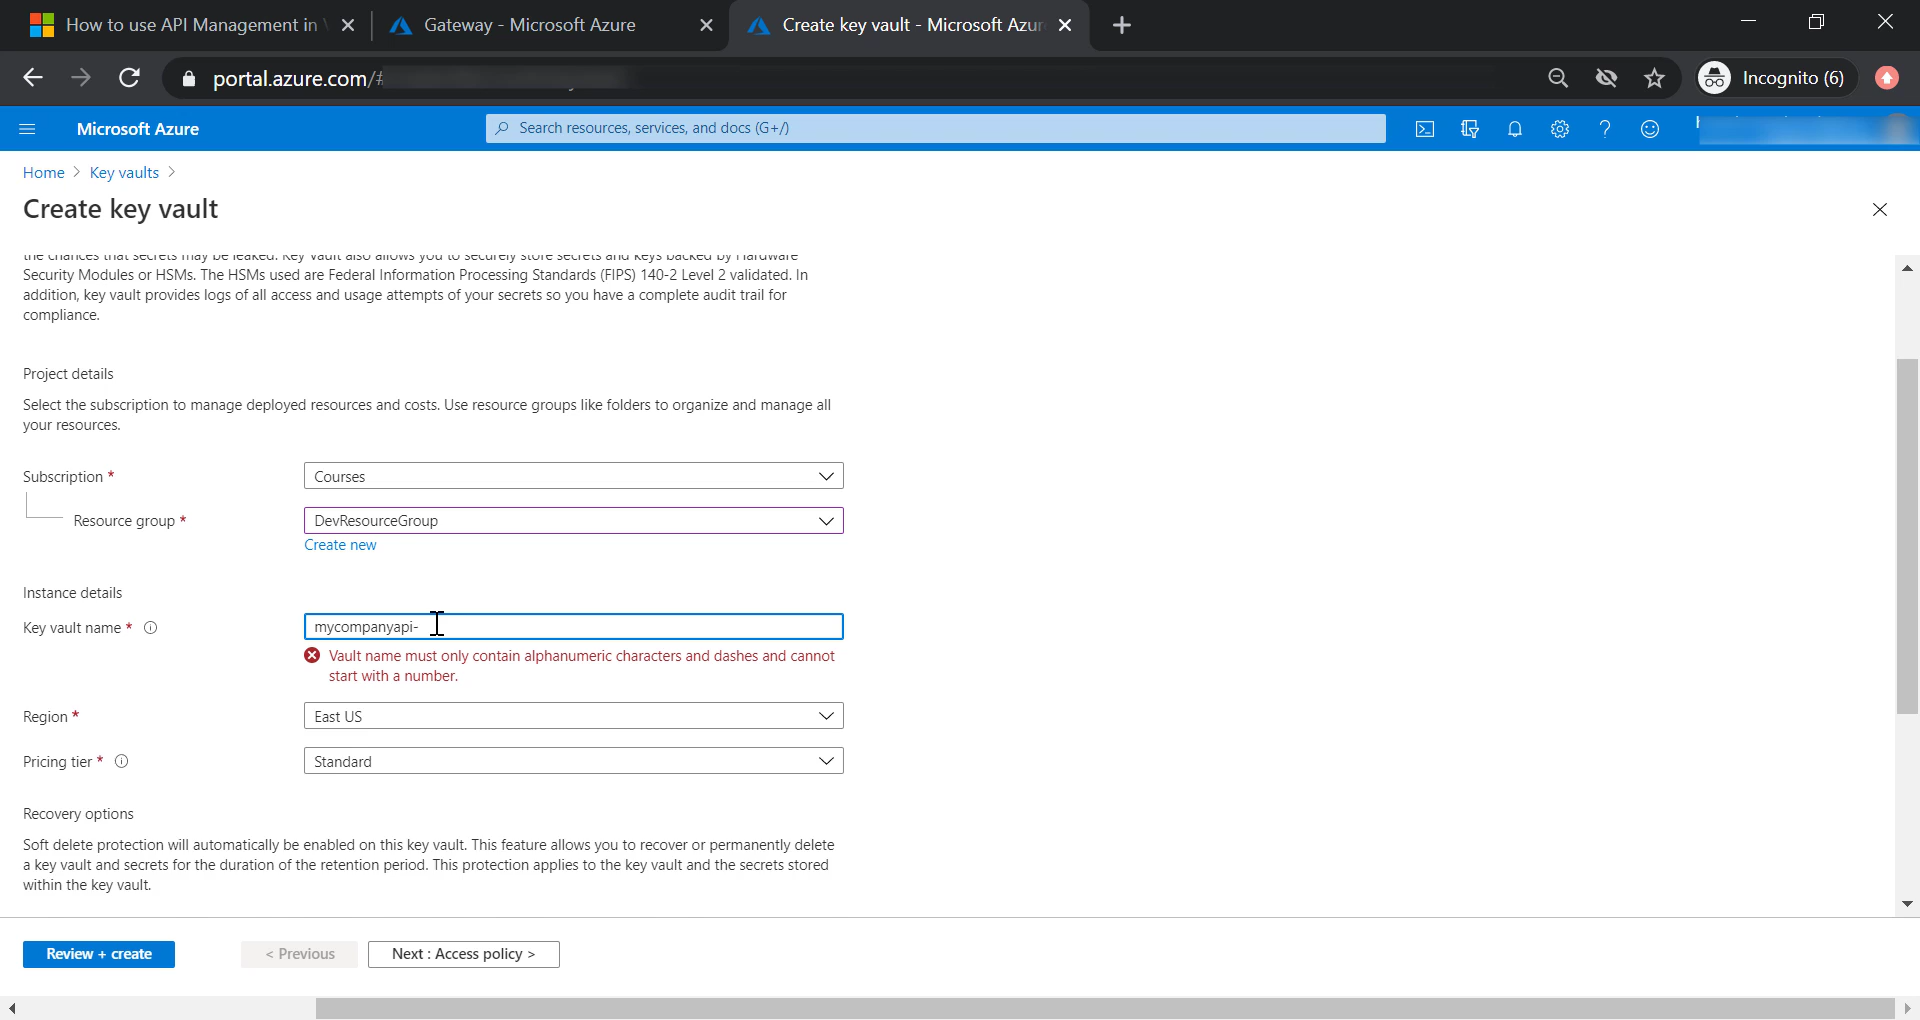 How to use API Management in
Gateway - Microsoft Azure
Create key vault - Microsoft Azur
portal.azure.com/#
Incognito (6)
Microsoft Azure
Search resources, services, and docs (G+/)
Home > Key vaults >
Create key vault
the chances that secrets may be leaked. Key Vault also allows you to securely store secrets and keys backed by Hardware
Security Modules or HSMs. The HSMs used are Federal Information Processing Standards (FIPS) 140-2 Level 2 validated. In
addition, key vault provides logs of all access and usage attempts of your secrets so you have a complete audit trail for
compliance.
Project details
Select the subscription to manage deployed resources and costs. Use resource groups like folders to organize and manage all
your resources.
Subscription * Courses
Resource group * DevResourceGroup
Create new
Instance details
Key vault name * mycompanyapi-
Vault name must only contain alphanumeric characters and dashes and cannot
start with a number.
Region * East US
Pricing tier * Standard
Recovery options
Soft delete protection will automatically be enabled on this key vault. This feature allows you to recover or permanently delete
a key vault and secrets for the duration of the retention period. This protection applies to the key vault and the secrets stored
within the key vault.
Review + create
< Previous
Next : Access policy >